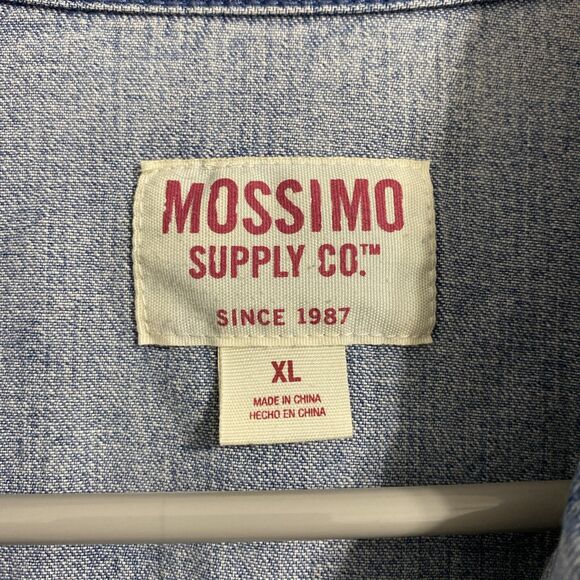 MOSSIMO
SUPPLY CO.™
SINCE 1987
XL
MADE IN CHINA
HECHO EN CHINA